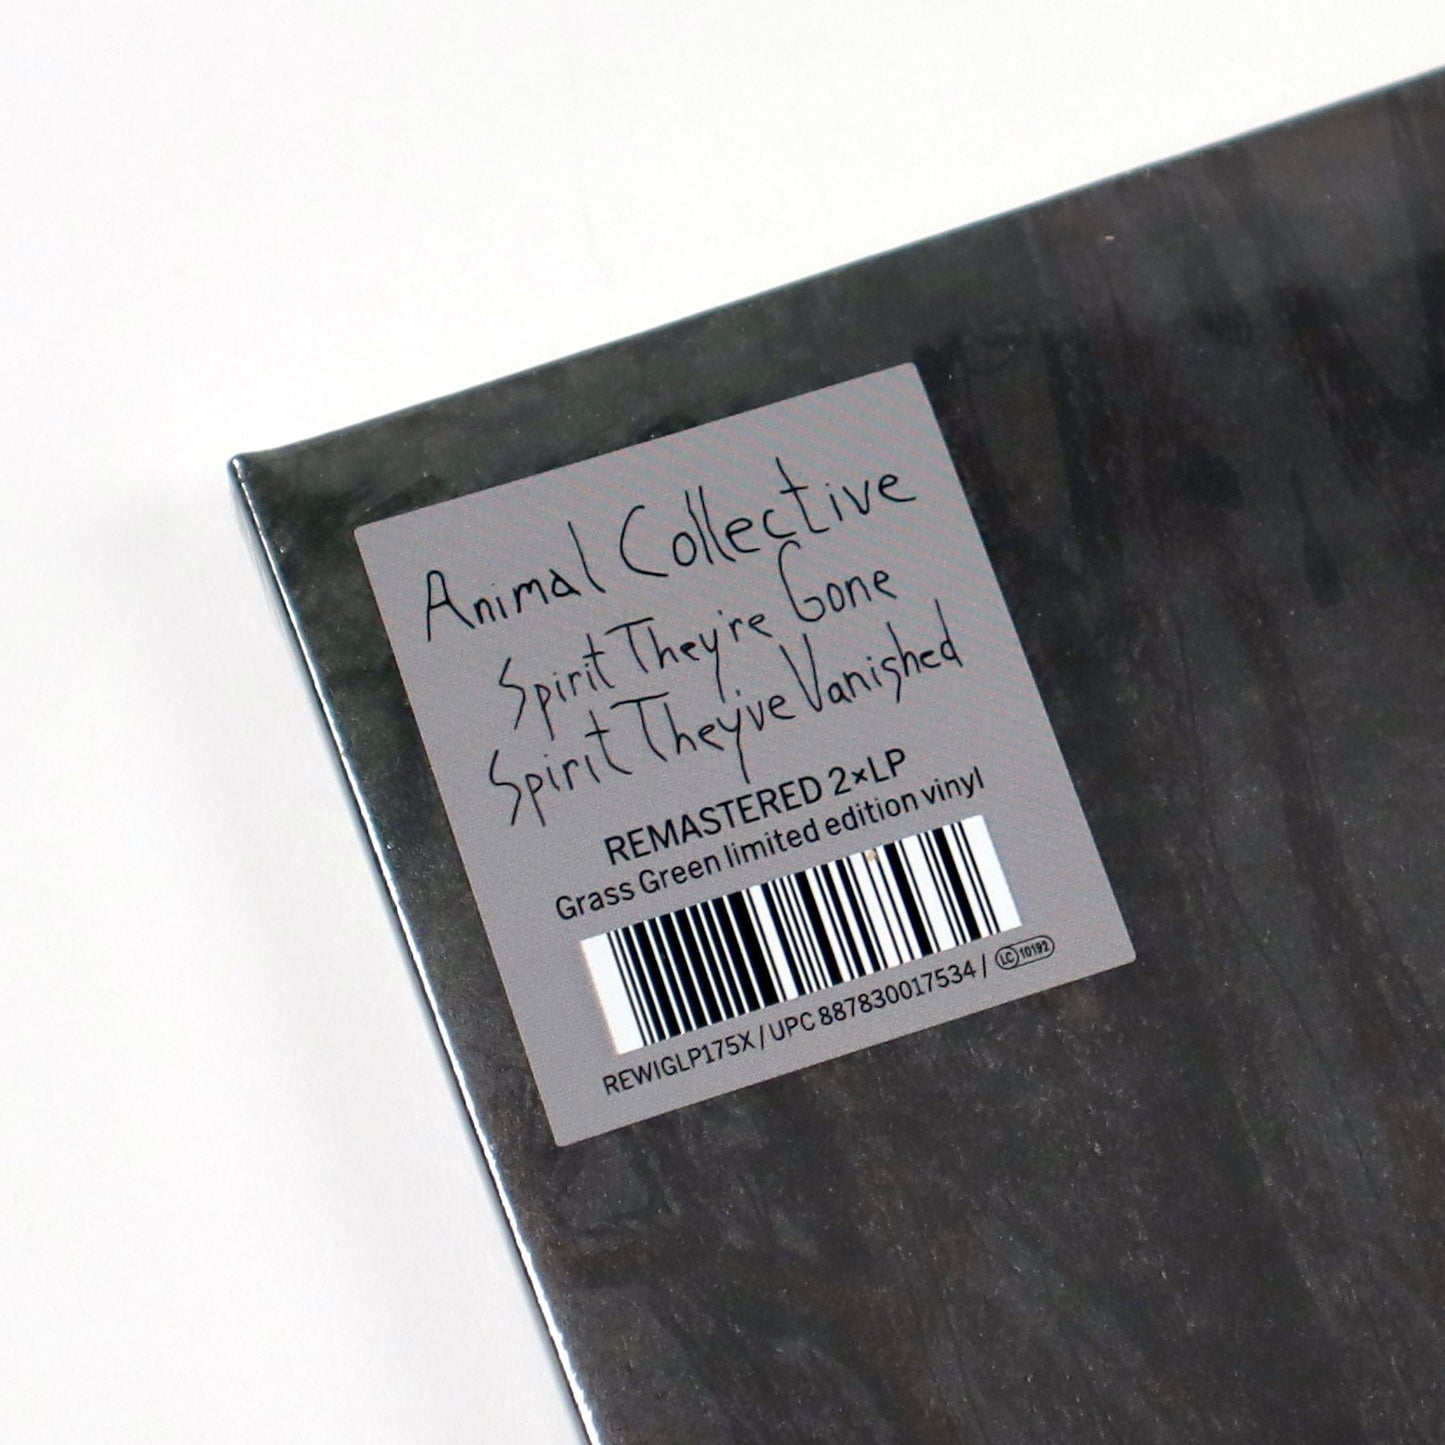 Animal Collective
Spirit They're Gone
Spirit They've Vanished
REMASTERED 2×LP
Grass Green limited edition vinyl
REWIGLP175X / UPC 887830017534 / LC 10192